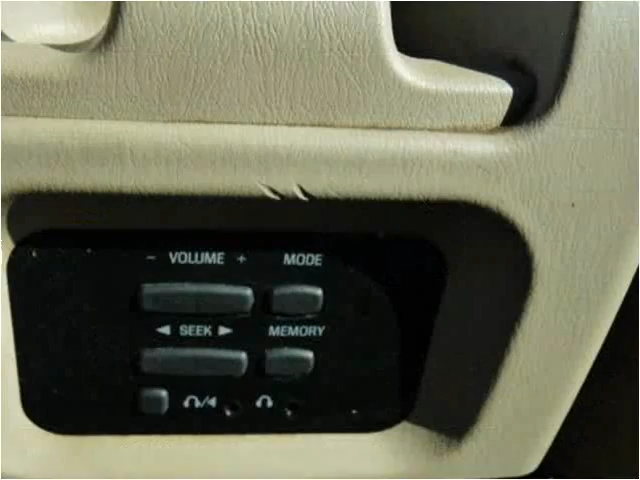 - VOLUME + MODE
◄ SEEK ► MEMORY